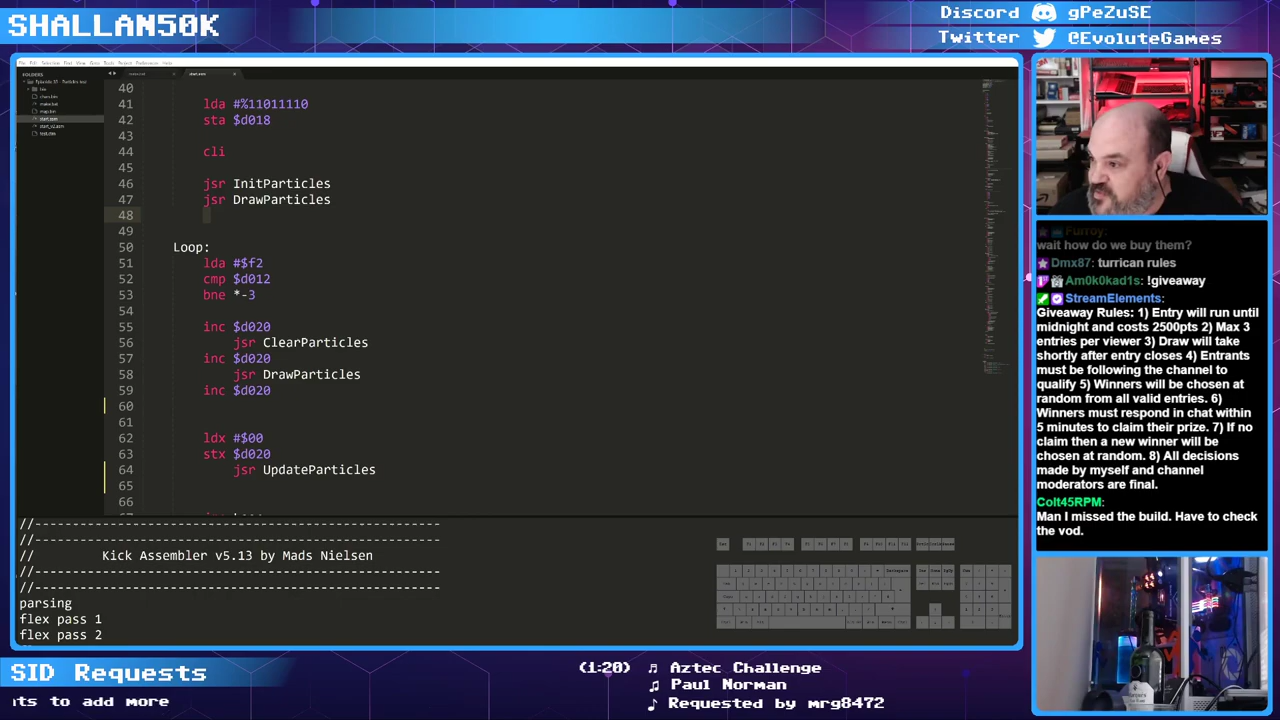 SHALLAN50K
Discord gPeZuSE
Twitter @EvoluteGames
FOLDERS
40
41 lda #%11011110
42 sta $d018
43
44 cli
45
46 jsr InitParticles
47 jsr DrawParticles
48
49
50 Loop:
51 lda #$f2
52 cmp $d012
53 bne *-3
54
55 inc $d020
56 jsr ClearParticles
57 inc $d020
58 jsr DrawParticles
59 inc $d020
60
61
62 ldx #$00
63 stx $d020
64 jsr UpdateParticles
65
66
//------------------------------------------------------
//------------------------------------------------------
// Kick Assembler v5.13 by Mads Nielsen
//------------------------------------------------------
//------------------------------------------------------
parsing
flex pass 1
flex pass 2
Furroy:
wait how do we buy them?
Dmx87: turrican rules
Am0k0kad1s: !giveaway
StreamElements:
Giveaway Rules: 1) Entry will run until
midnight and costs 2500pts 2) Max 3
entries per viewer 3) Draw will take
shorty after entry closes 4) Entrants
must be following the channel to
qualify 5) Winners will be chosen at
random from all valid entries. 6)
Winners must respond in chat within
5 minutes to claim their prize. 7) If no
claim then a new winner will be
chosen at random. 8) All decisions
made by myself and channel
moderators are final.
Colt45RPM:
Man I missed the build. Have to check
the vod.
SID Requests
nts to add more
(1:20) ♫ Aztec Challenge
♫ Paul Norman
♪ Requested by mrg8472